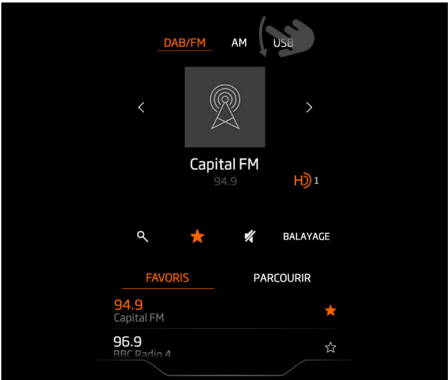 DAB/FM AM USB
Capital FM
94.9
HD 1
BALAYAGE
FAVORIS PARCOURIR
94.9
Capital FM
96.9
BBC Radio 4